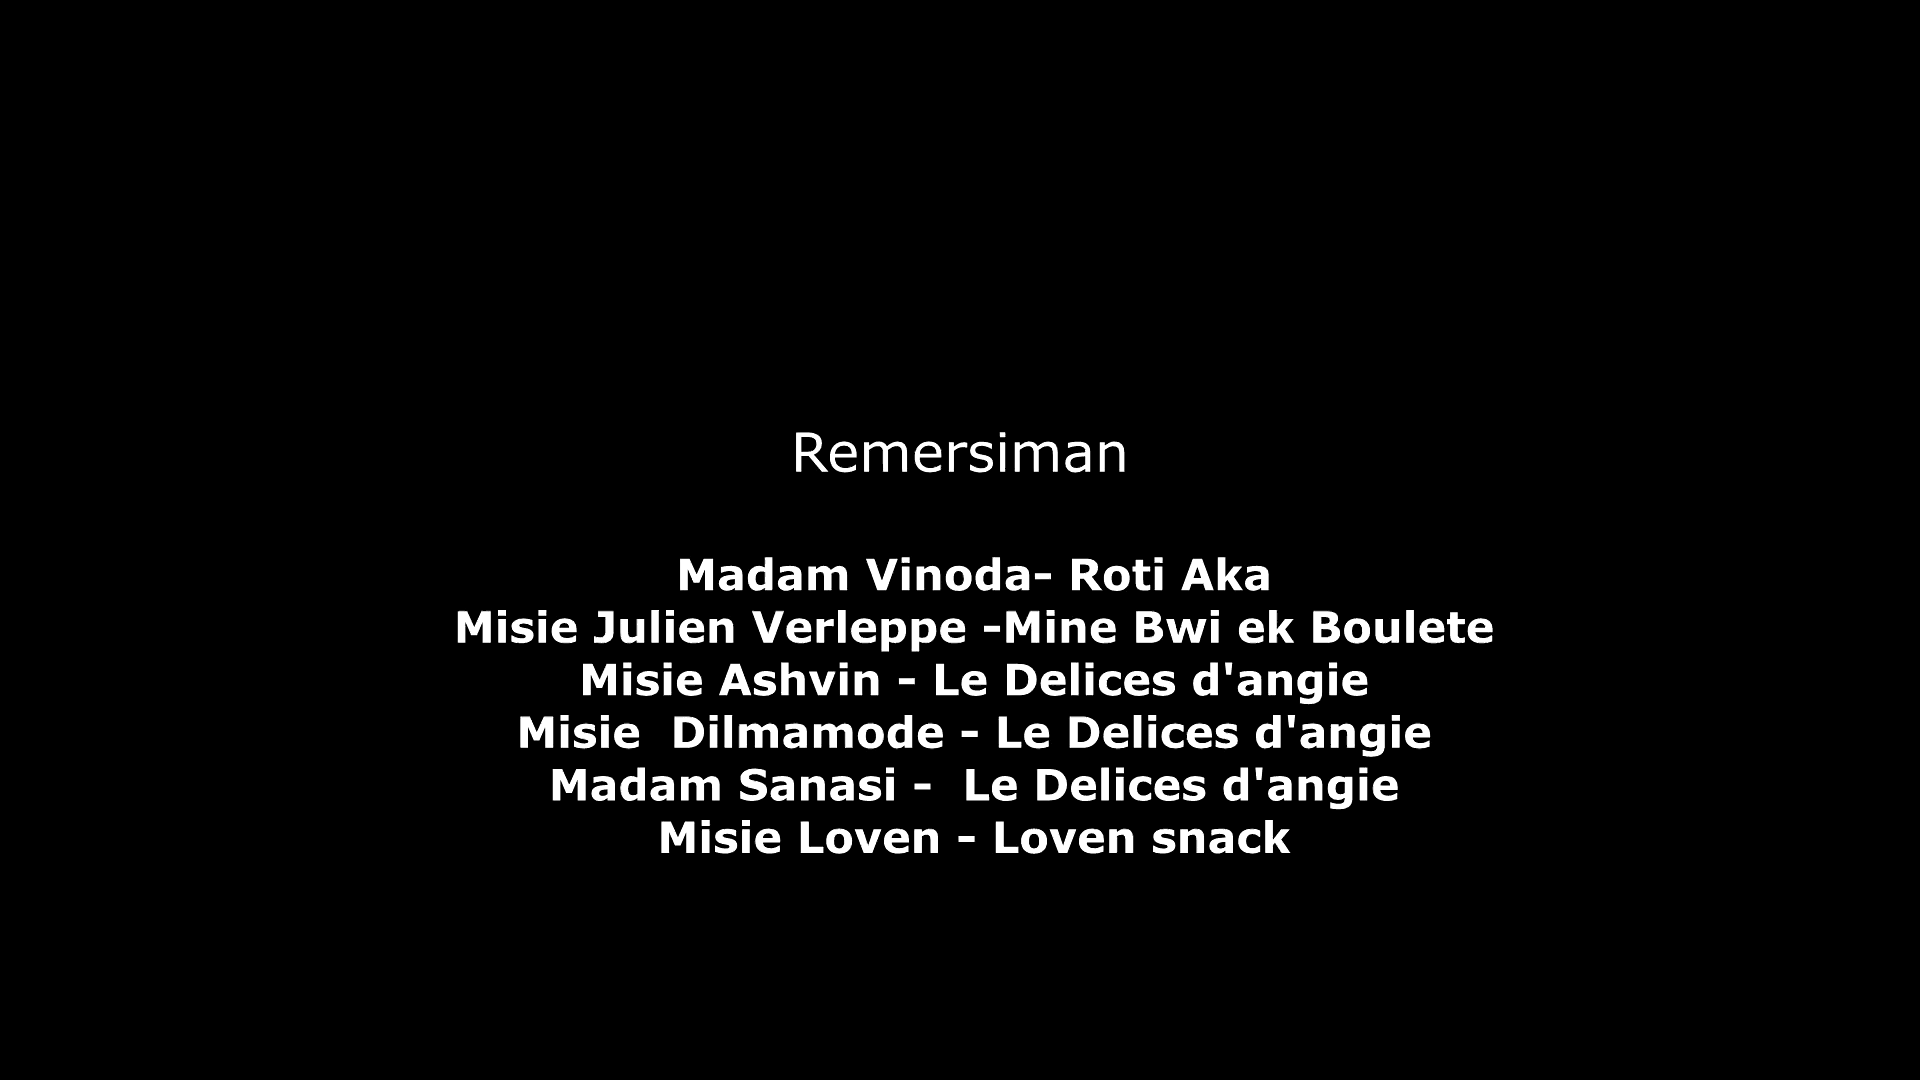 Remersiman
Madam Vinoda- Roti Aka
Misie Julien Verleppe -Mine Bwi ek Boulete
Misie Ashvin - Le Delices d'angie
Misie  Dilmamode - Le Delices d'angie
Madam Sanasi -  Le Delices d'angie
Misie Loven - Loven snack